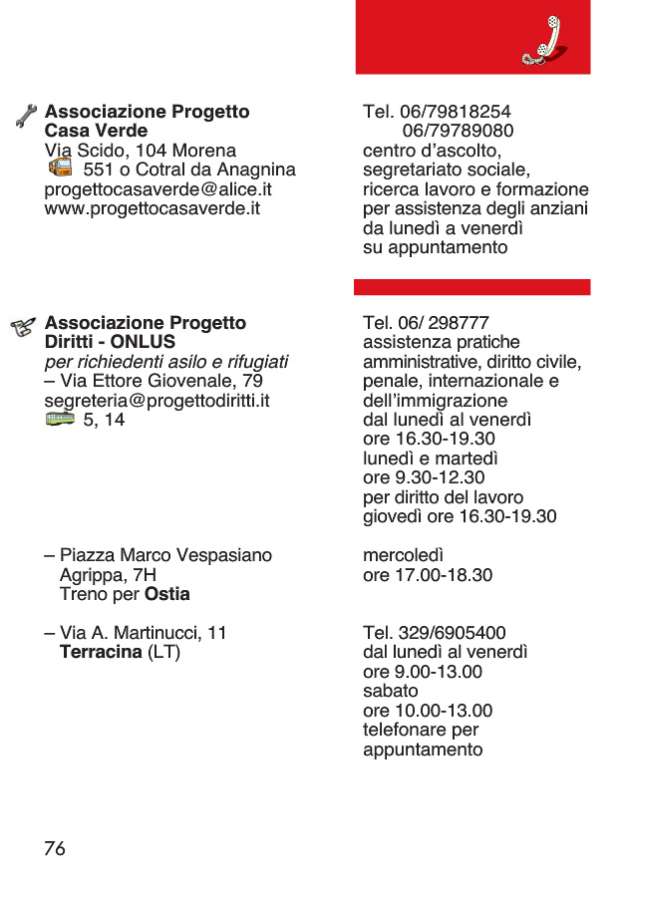 Associazione Progetto
Casa Verde
Via Scido, 104 Morena
551 o Cotral da Anagnina
progettocasaverde@alice.it
www.progettocasaverde.it
Tel. 06/79818254
06/79789080
centro d'ascolto,
segretariato sociale,
ricerca lavoro e formazione
per assistenza degli anziani
da lunedì a venerdì
su appuntamento
Associazione Progetto
Diritti - ONLUS
per richiedenti asilo e rifugiati
– Via Ettore Giovenale, 79
segreteria@progettodiritti.it
5, 14
Tel. 06/ 298777
assistenza pratiche
amministrative, diritto civile,
penale, internazionale e
dell'immigrazione
dal lunedì al venerdì
ore 16.30-19.30
lunedì e martedì
ore 9.30-12.30
per diritto del lavoro
giovedì ore 16.30-19.30
– Piazza Marco Vespasiano
Agrippa, 7H
Treno per Ostia
mercoledì
ore 17.00-18.30
– Via A. Martinucci, 11
Terracina (LT)
Tel. 329/6905400
dal lunedì al venerdì
ore 9.00-13.00
sabato
ore 10.00-13.00
telefonare per
appuntamento
76